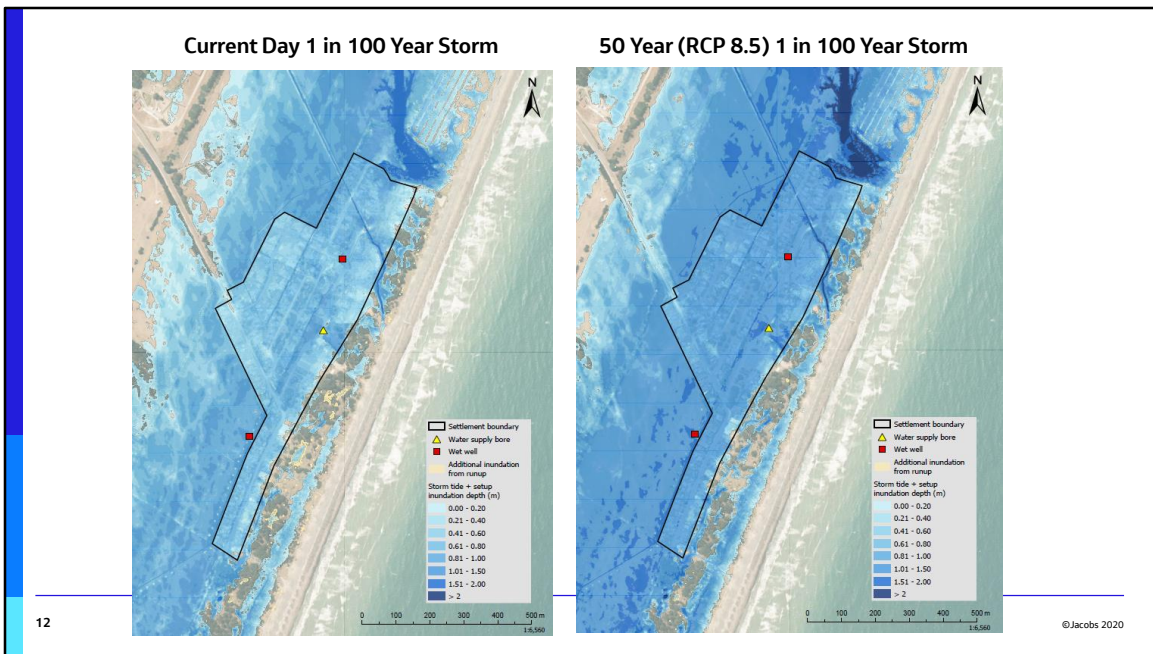 Current Day 1 in 100 Year Storm
50 Year (RCP 8.5) 1 in 100 Year Storm
N
Settlement boundary
Water supply bore
Wet well
Additional inundation
from runup
Storm tide + setup
inundation depth (m)
0.00 - 0.20
0.21 - 0.40
0.41 - 0.60
0.61 - 0.80
0.81 - 1.00
1.01 - 1.50
1.51 - 2.00
> 2
0 100 200 300 400 500 m
1:6,560
N
Settlement boundary
Water supply bore
Wet well
Additional inundation
from runup
Storm tide + setup
inundation depth (m)
0.00 - 0.20
0.21 - 0.40
0.41 - 0.60
0.61 - 0.80
0.81 - 1.00
1.01 - 1.50
1.51 - 2.00
> 2
0 100 200 300 400 500 m
1:6,560
12
©Jacobs 2020